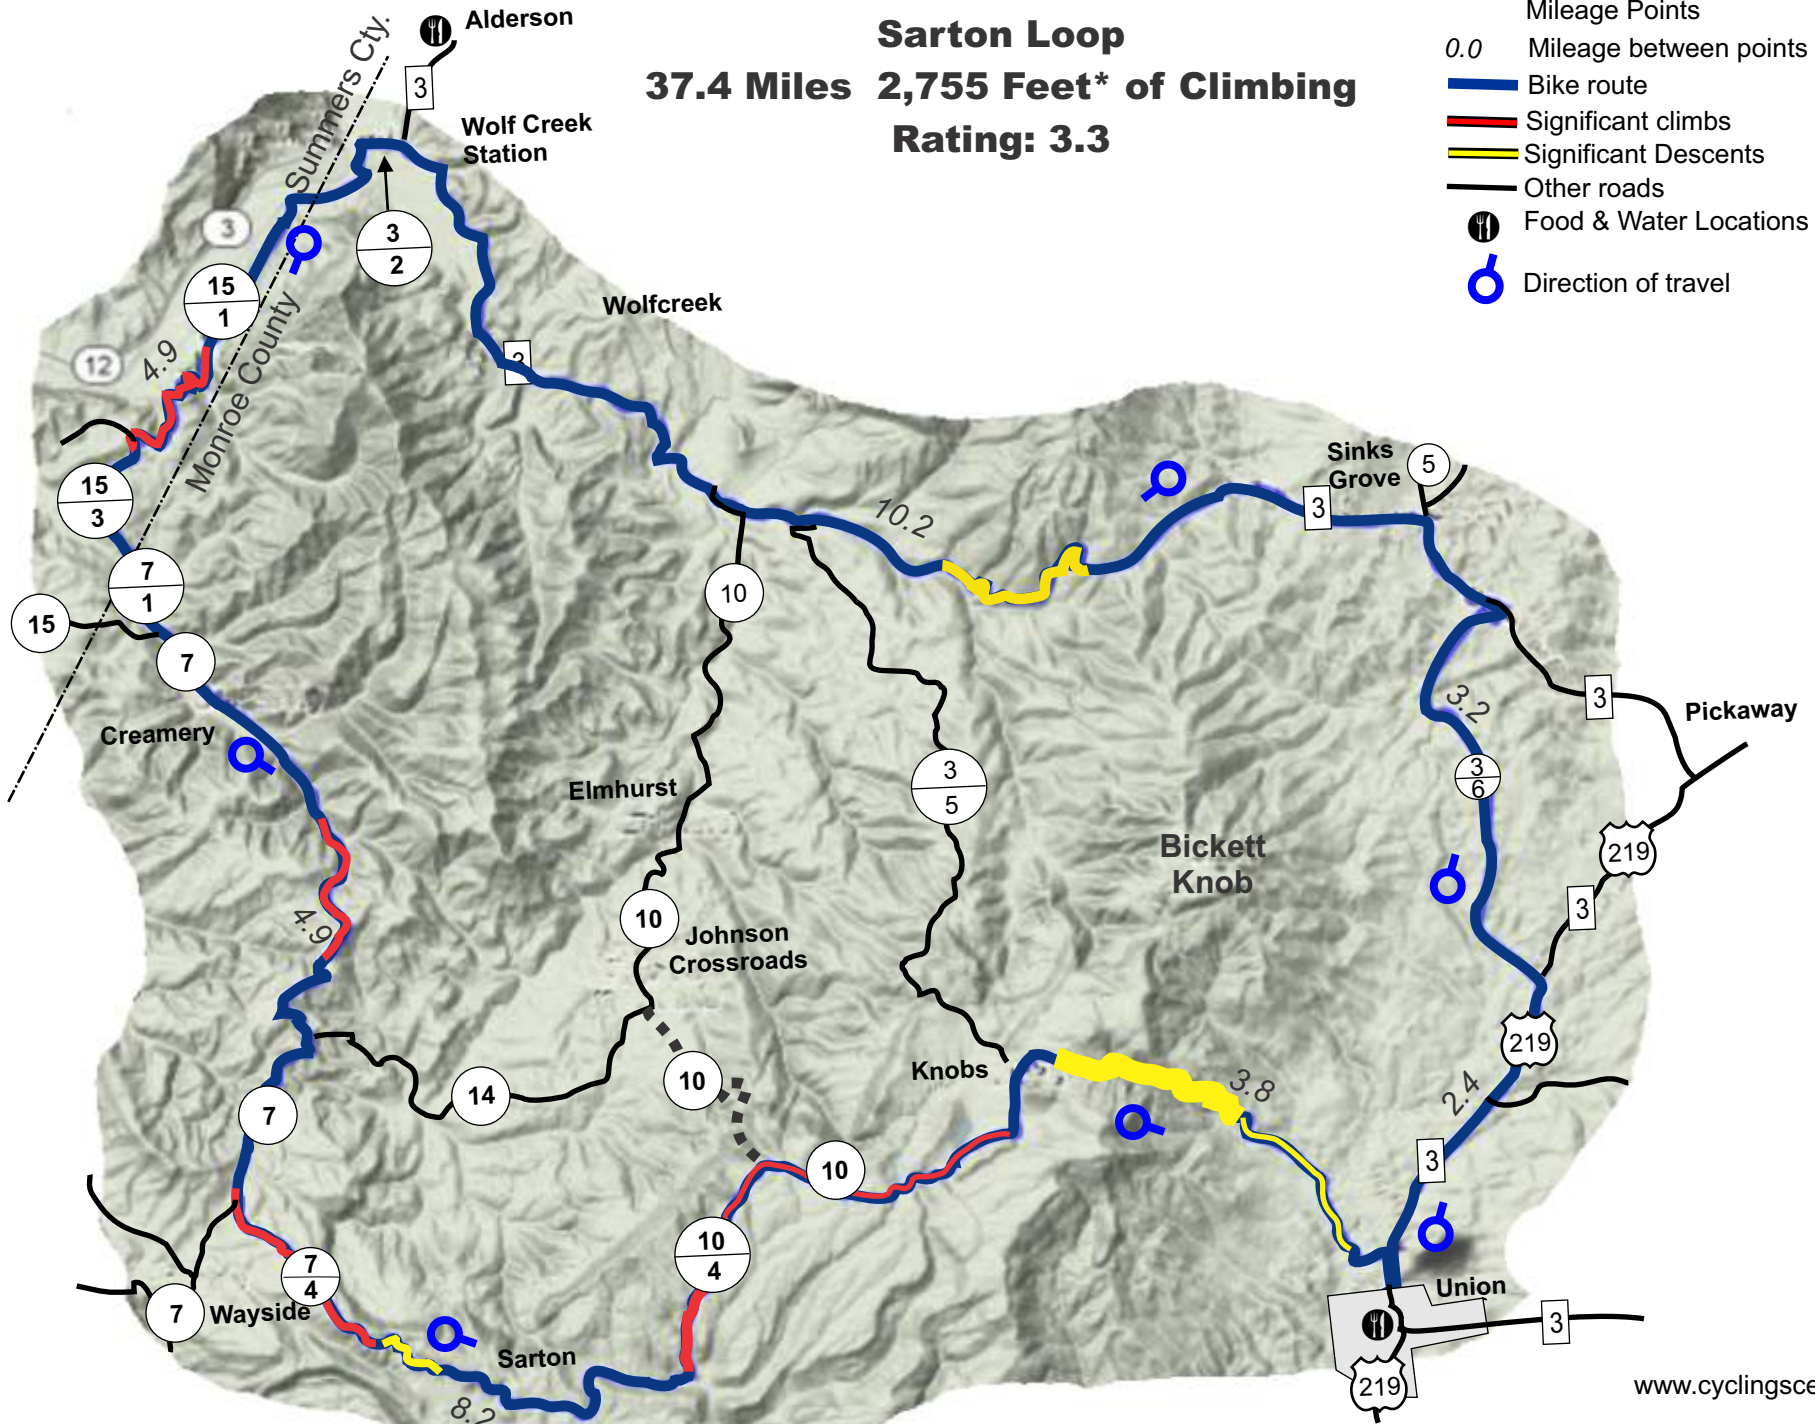 Sarton Loop
37.4 Miles 2,755 Feet* of Climbing
Rating: 3.3
Mileage Points
0.0 Mileage between points
Bike route
Significant climbs
Significant Descents
Other roads
Food & Water Locations
Direction of travel
Alderson
3
Summers Cty.
Monroe County
Wolf Creek
Station
3
3
2
15
1
Wolfcreek
12
4.9
15
3
7
1
15
7
Creamery
10.2
Sinks
Grove
5
3
10
3.2
3
Pickaway
3
6
3
5
Elmhurst
Bickett
Knob
219
3
4.9
10
Johnson
Crossroads
219
Knobs
10
3.8
2.4
14
7
10
3
10
4
7
4
7
Wayside
Sarton
8.2
Union
3
219
www.cyclingsce